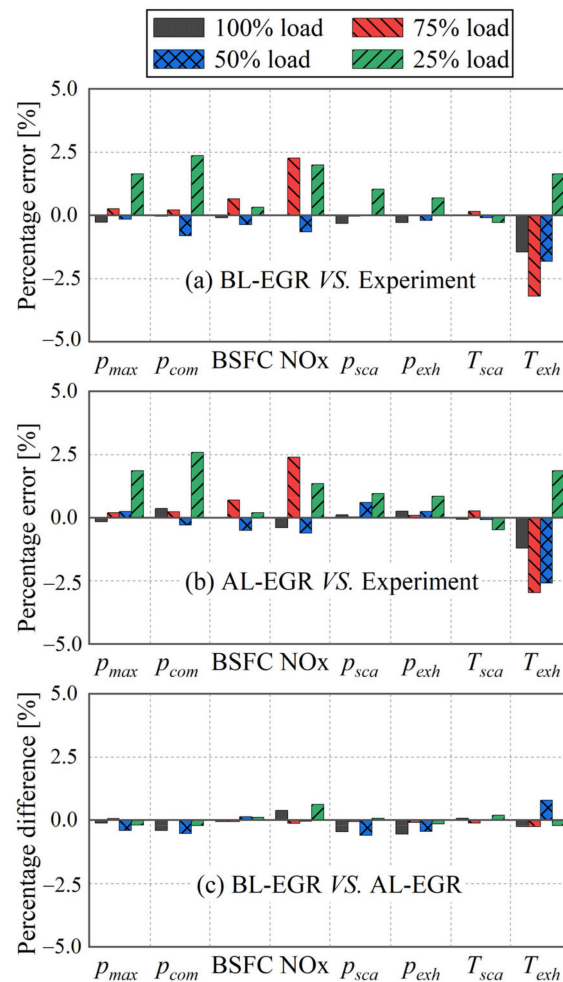 100% load 75% load
50% load 25% load
Percentage error [%]
5.0
2.5
0.0
−2.5
−5.0
(a) BL-EGR VS. Experiment
pmax pcom BSFC NOx psca pexh Tsca Texh
Percentage error [%]
5.0
2.5
0.0
−2.5
−5.0
(b) AL-EGR VS. Experiment
pmax pcom BSFC NOx psca pexh Tsca Texh
Percentage difference [%]
5.0
2.5
0.0
−2.5
−5.0
(c) BL-EGR VS. AL-EGR
pmax pcom BSFC NOx psca pexh Tsca Texh